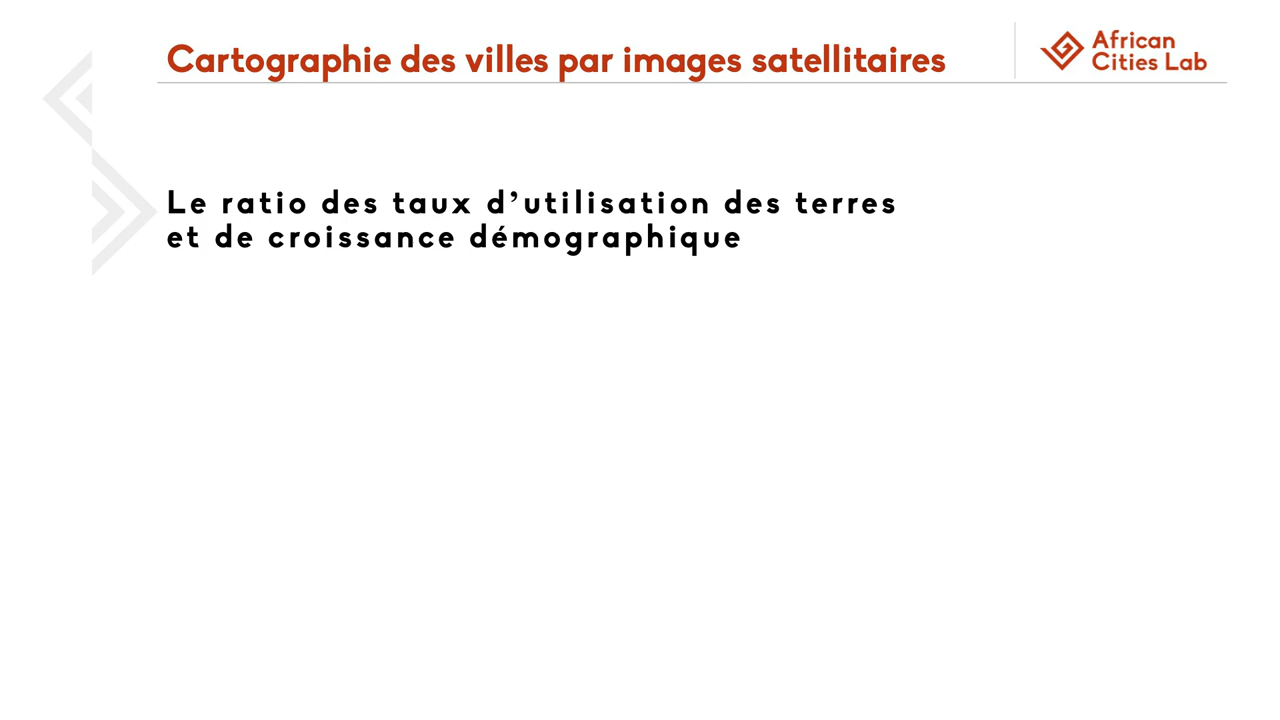 Cartographie des villes par images satellitaires
African
Cities Lab
Le ratio des taux d’utilisation des terres
et de croissance démographique